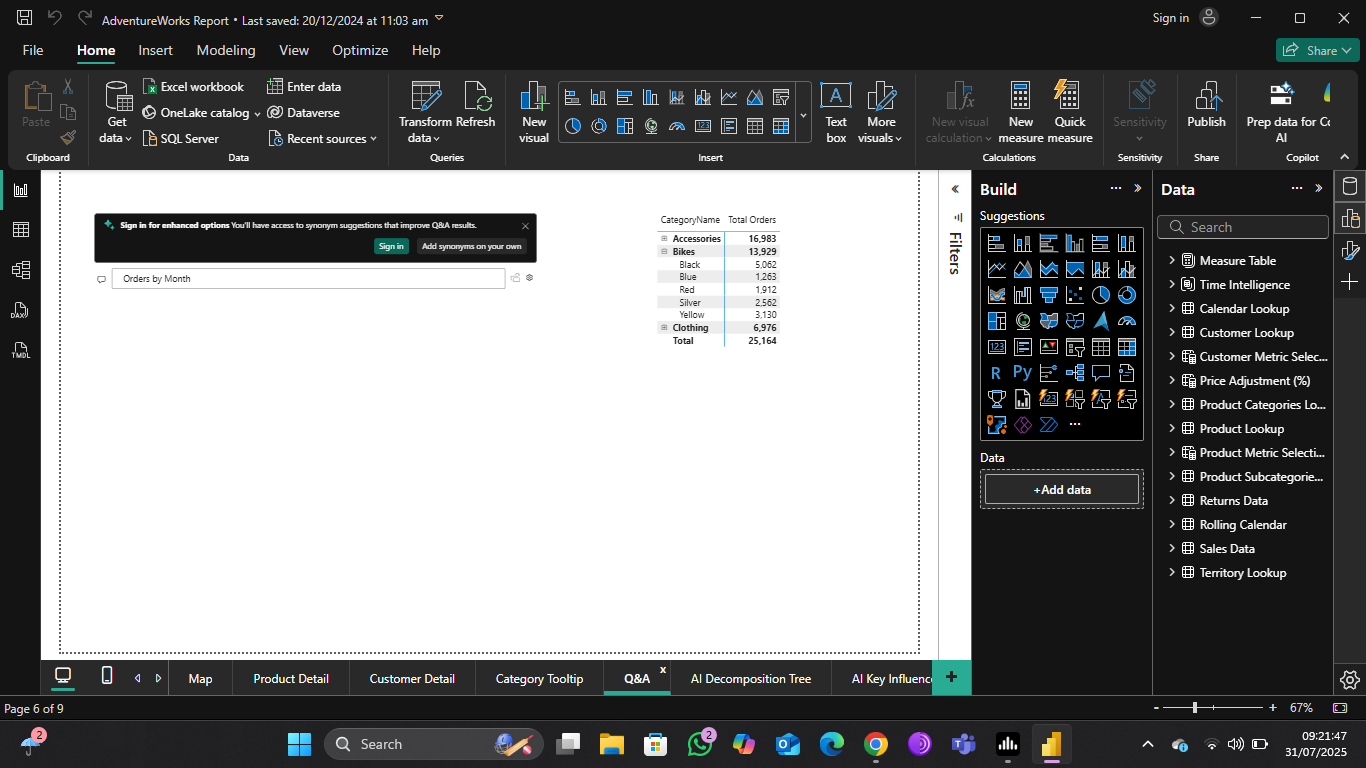 AdventureWorks Report • Last saved: 20/12/2024 at 11:03 am
Sign in
File Home Insert Modeling View Optimize Help
Share
Paste
Clipboard
Get data
Excel workbook
OneLake catalog
SQL Server
Enter data
Dataverse
Recent sources
Data
Transform data
Refresh
Queries
New visual
Text box
More visuals
Insert
New visual calculation
New measure
Quick measure
Calculations
Sensitivity
Sensitivity
Publish
Share
Prep data for AI
Co
Copilot
Sign in for enhanced options You'll have access to synonym suggestions that improve Q&A results.
Sign in
Add synonyms on your own
Orders by Month
CategoryName Total Orders
Accessories 16,983
Bikes 13,929
Black 5,062
Blue 1,263
Red 1,912
Silver 2,562
Yellow 3,130
Clothing 6,976
Total 25,164
Filters
Build
Suggestions
R Py
123
Data
+Add data
Data
Search
Measure Table
Time Intelligence
Calendar Lookup
Customer Lookup
Customer Metric Selec...
Price Adjustment (%)
Product Categories Lo...
Product Lookup
Product Metric Selecti...
Product Subcategorie...
Returns Data
Rolling Calendar
Sales Data
Territory Lookup
DAX
TMDL
Map
Product Detail
Customer Detail
Category Tooltip
Q&A
x
AI Decomposition Tree
AI Key Influence
+
Page 6 of 9
- + 67%
2
Search
2
09:21:47
31/07/2025